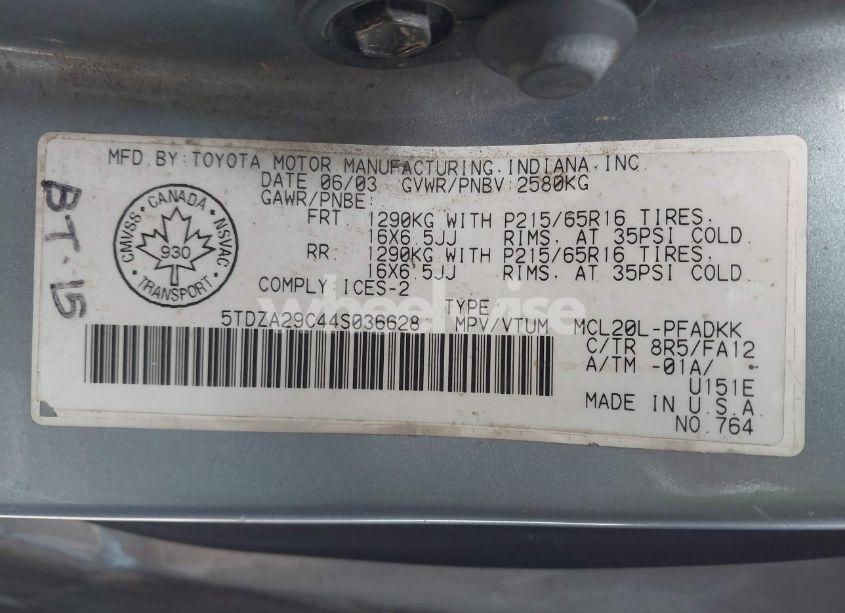 MFD. BY: TOYOTA MOTOR MANUFACTURING. INDIANA. INC.
DATE 06/03 GVWR/PNBV: 2580KG
GAWR/PNBE:
FRT. 1290KG WITH P215/65R16 TIRES.
16X6.5JJ RIMS. AT 35PSI COLD.
RR. 1290KG WITH P215/65R16 TIRES.
16X6.5JJ RIMS. AT 35PSI COLD.
COMPLY: ICES-2
TYPE
5TDZA29C44S036628 MPV/VTUM MCL20L-PFADKK
C/TR 8R5/FA12
A/TM -01A/
U151E
MADE IN U.S.A.
NO.764
CMVSS · CANADA · NSVAC
930
· TRANSPORT ·
BT-15
wheelwise